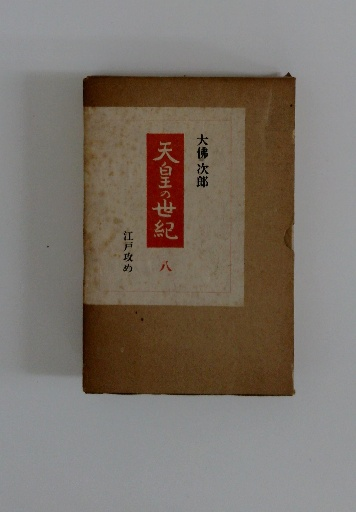 大佛次郎
天皇の世紀
八
江戸攻め